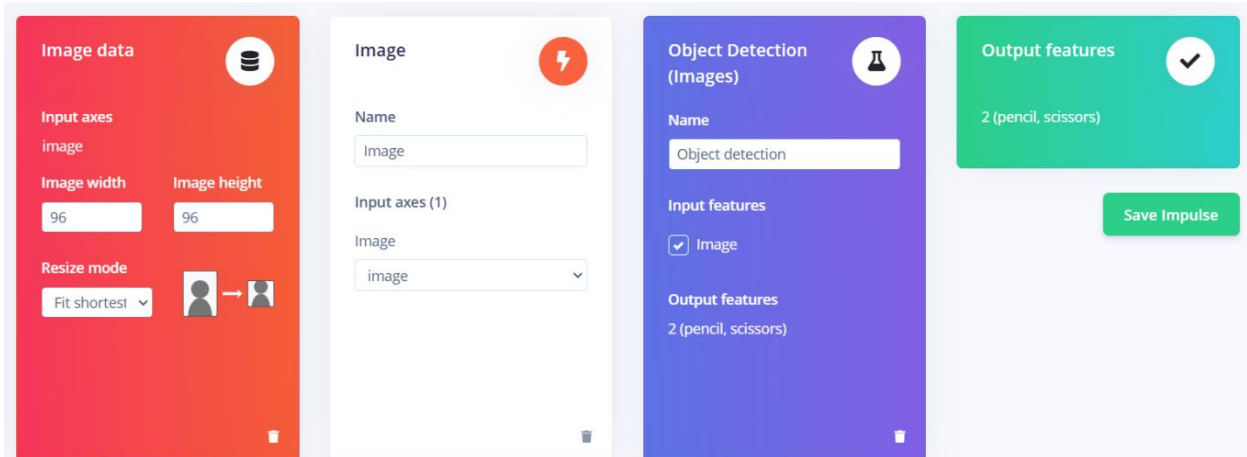 Image data
Input axes
image
Image width Image height
96 96
Resize mode
Fit shortest
Image
Name
Image
Input axes (1)
Image
image
Object Detection
(Images)
Name
Object detection
Input features
Image
Output features
2 (pencil, scissors)
Output features
2 (pencil, scissors)
Save Impulse